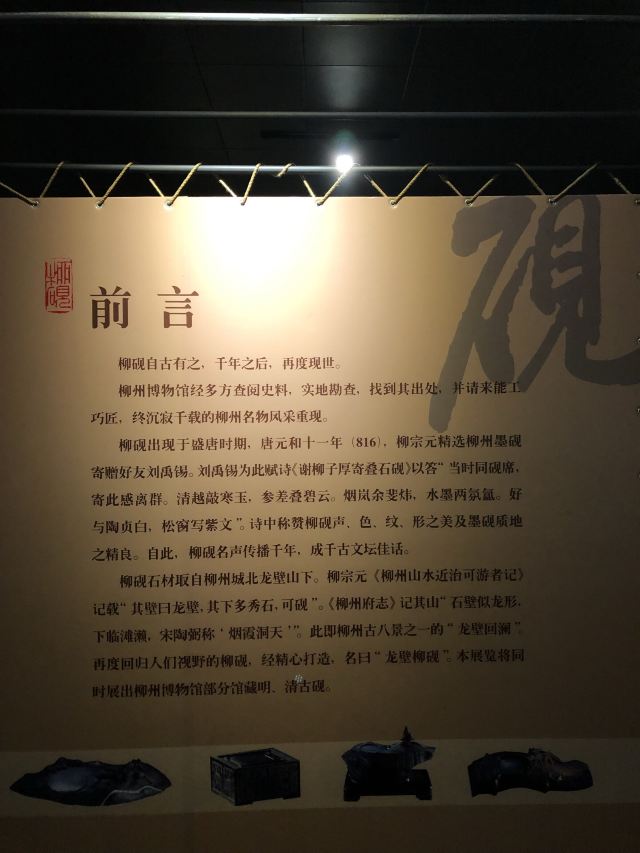 砚
前言
柳砚自古有之，千年之后，再度现世。
柳州博物馆经多方查阅史料，实地勘查，找到其出处，并请来能工
巧匠，终沉寂千载的柳州名物风采重现。
柳砚出现于盛唐时期，唐元和十一年（816），柳宗元精选柳州墨砚
寄赠好友刘禹锡。刘禹锡为此赋诗《谢柳子厚寄叠石砚》以答“当时同砚席，
寄此感离群。清越敲寒玉，参差叠碧云。烟岚余斐炜，水墨两氛氲。好
与陶贞白，松窗写紫文”。诗中称赞柳砚声、色、纹、形之美及墨砚质地
之精良。自此，柳砚名声传播千年，成千古文坛佳话。
柳砚石材取自柳州城北龙壁山下。柳宗元《柳州山水近治可游者记》
记载“其壁曰龙壁，其下多秀石，可砚”。《柳州府志》记其山“石壁似龙形，
下临滩濑，宋陶弼称‘烟霞洞天’”。此即柳州古八景之一的“龙壁回澜”。
再度回归人们视野的柳砚，经精心打造，名曰“龙壁柳砚”。本展览将同
时展出柳州博物馆部分馆藏明、清古砚。